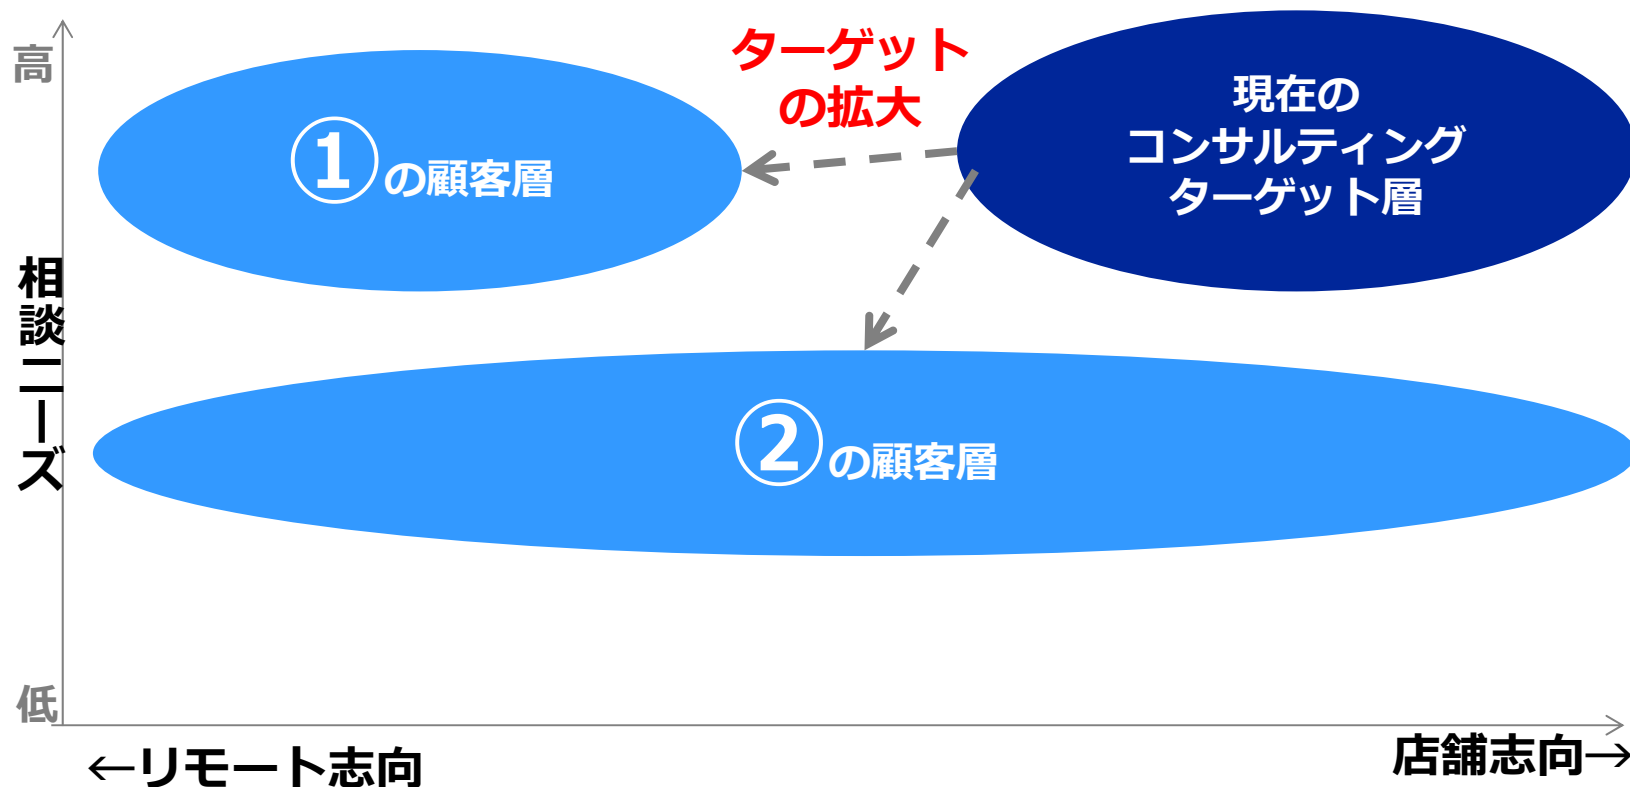 高
ターゲット
の拡大
現在の
コンサルティング
ターゲット層
①の顧客層
相談ニーズ
②の顧客層
低
←リモート志向
店舗志向→